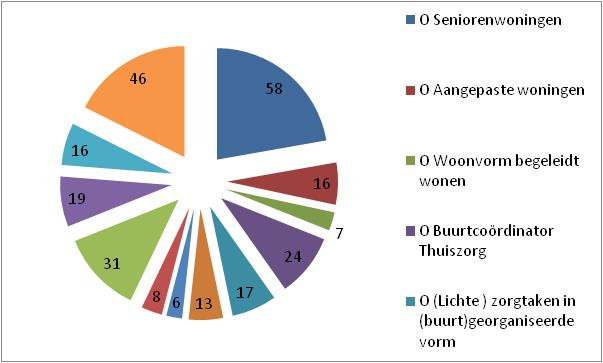 58
16
7
24
17
13
6
8
31
19
16
46
O Seniorenwoningen
O Aangepaste woningen
O Woonvorm begeleidt
wonen
O Buurtcoördinator
Thuiszorg
O (Lichte ) zorgtaken in
(buurt)georganiseerde
vorm